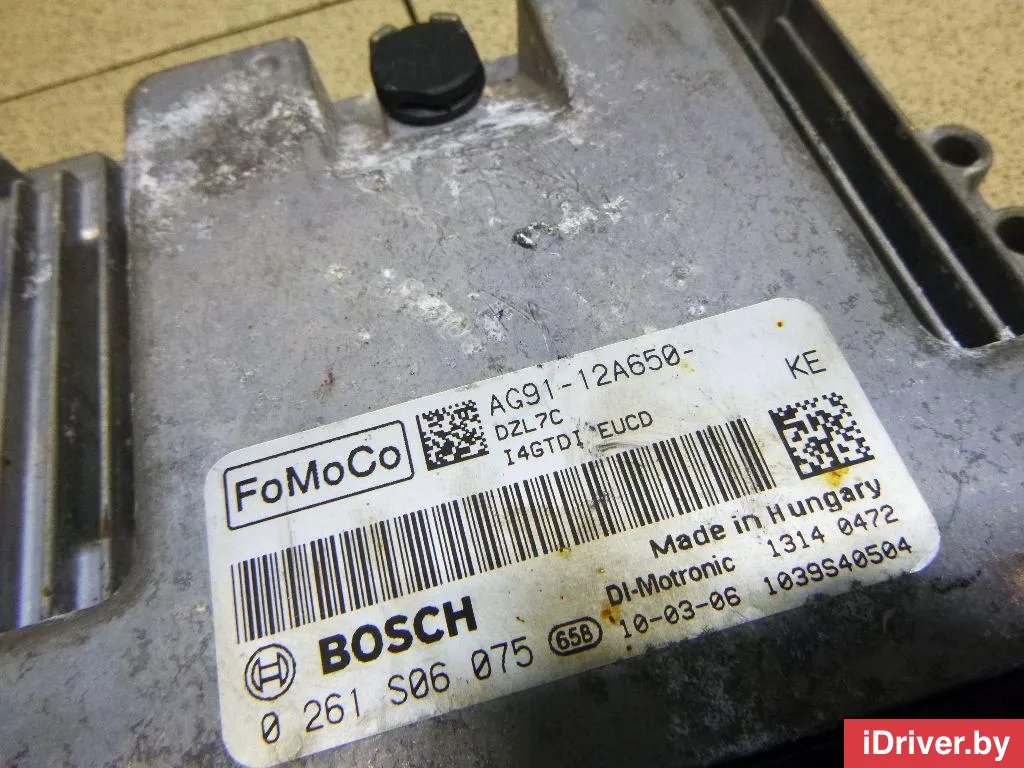 AG91-12A650- KE
DZL7C
I4GTDI EUCD
FoMoCo
Made in Hungary
DI-Motronic 1314 0472
BOSCH 658 10-03-06 1039S40504
0 261 S06 075
iDriver.by